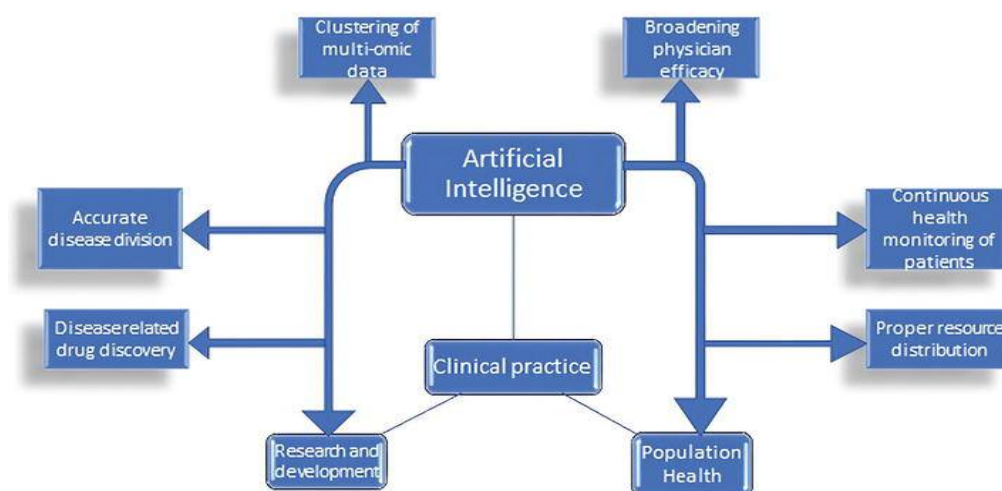 Clustering of
multi-omic
data
Broadening
physician
efficacy
Artificial
Intelligence
Accurate
disease division
Continuous
health
monitoring of
patients
Diseaserelated
drug discovery
Proper resource
distribution
Clinical practice
Research and
development
Population
Health